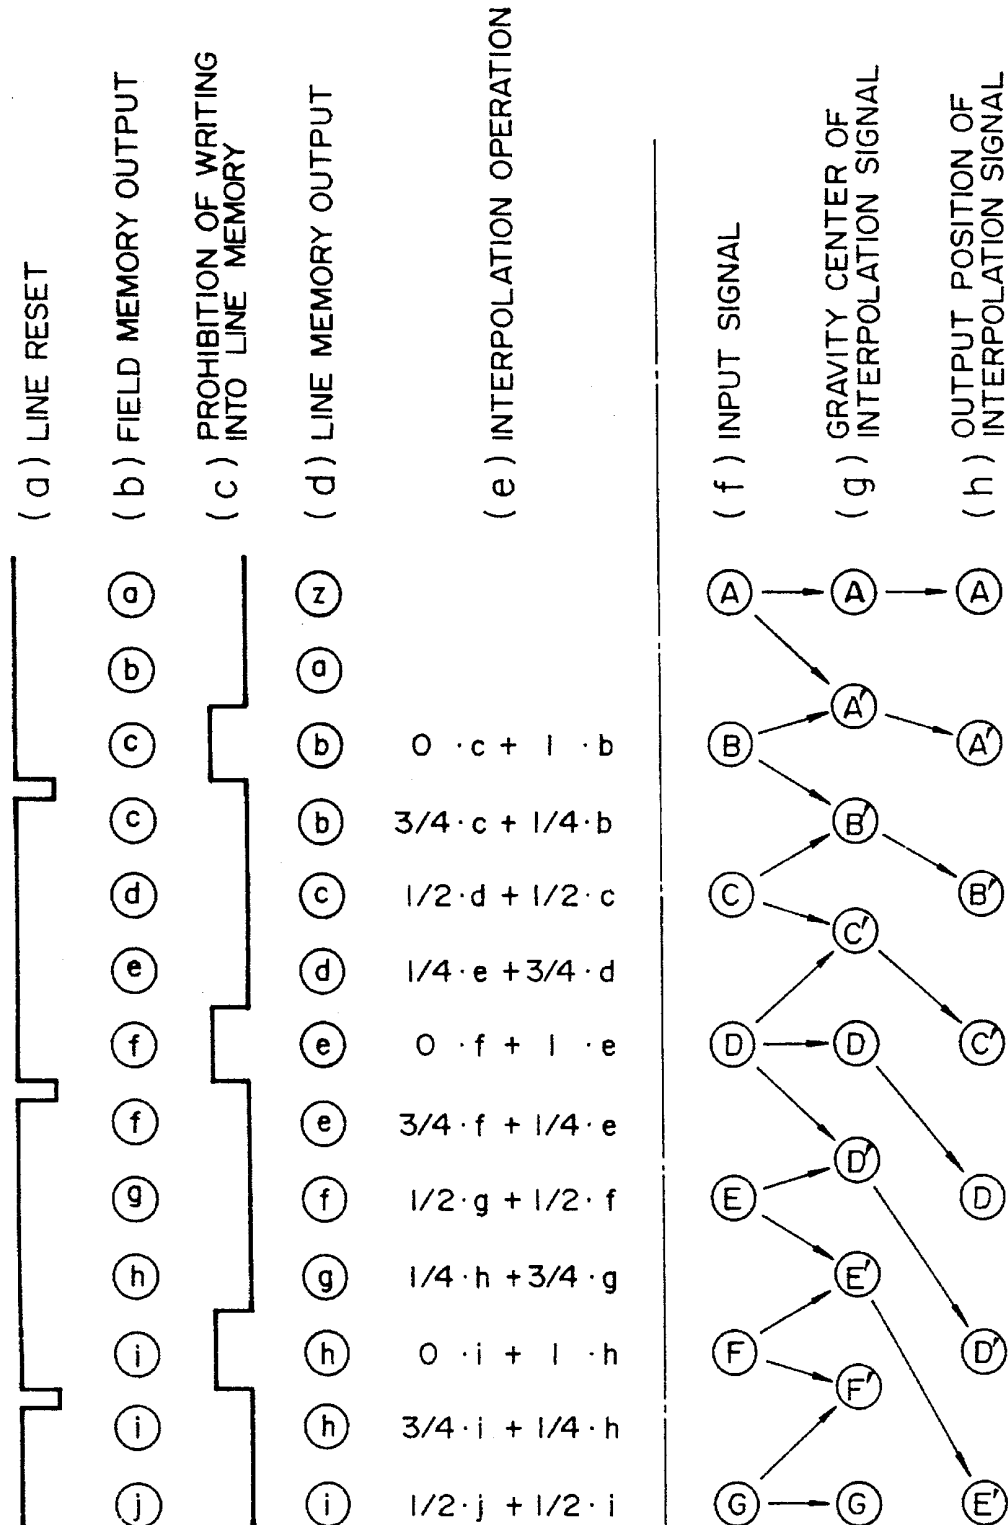 (a) LINE RESET
(b) FIELD MEMORY OUTPUT
(c) PROHIBITION OF WRITING
INTO LINE MEMORY
(d) LINE MEMORY OUTPUT
(e) INTERPOLATION OPERATION
(f) INPUT SIGNAL
(g) GRAVITY CENTER OF
INTERPOLATION SIGNAL
(h) OUTPUT POSITION OF
INTERPOLATION SIGNAL
a z A A A
b a A'
c b 0 · c + 1 · b B A'
c b 3/4 · c + 1/4 · b B'
d c 1/2 · d + 1/2 · c C C' B'
e d 1/4 · e + 3/4 · d
f e 0 · f + 1 · e D D C'
f e 3/4 · f + 1/4 · e D'
g f 1/2 · g + 1/2 · f E D
h g 1/4 · h + 3/4 · g E'
i h 0 · i + 1 · h F F' D'
i h 3/4 · i + 1/4 · h
j i 1/2 · j + 1/2 · i G G E'